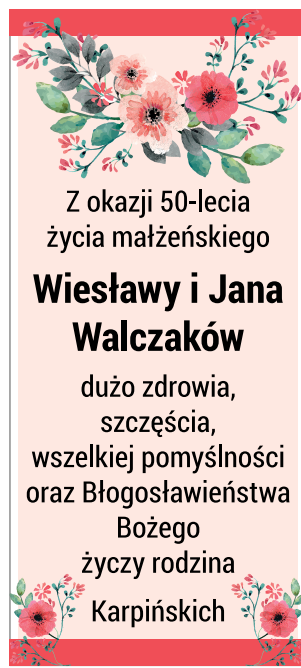 Z okazji 50-lecia
życia małżeńskiego
Wiesławy i Jana
Walczaków
dużo zdrowia,
szczęścia,
wszelkiej pomyślności
oraz Błogosławieństwa
Bożego
życzy rodzina
Karpińskich